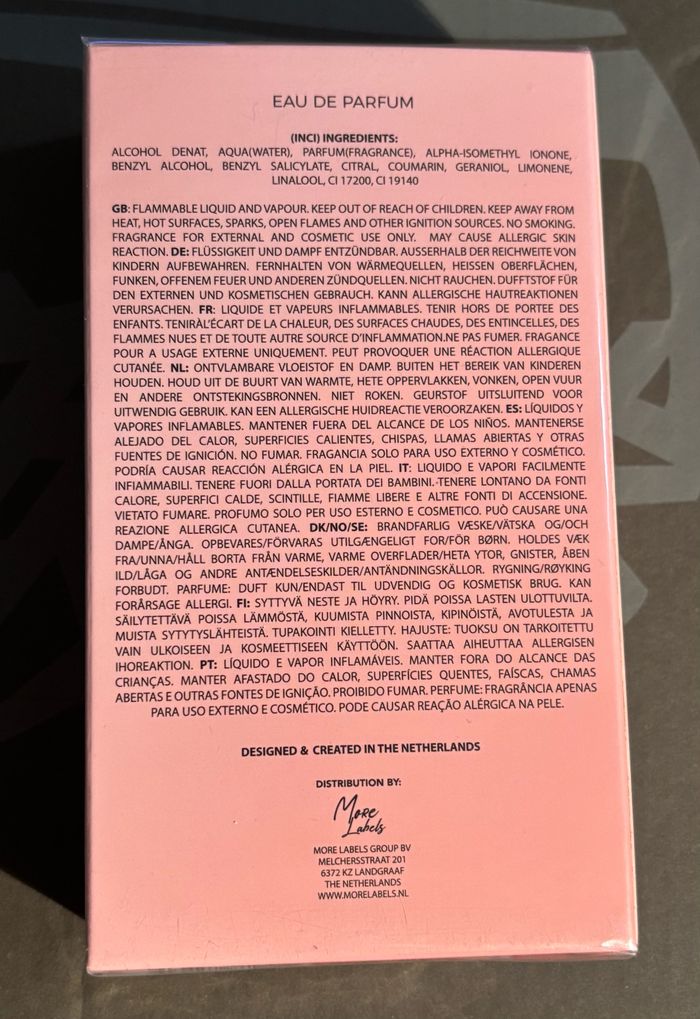 EAU DE PARFUM
(INCI) INGREDIENTS:
ALCOHOL DENAT, AQUA(WATER), PARFUM(FRAGRANCE), ALPHA-ISOMETHYL IONONE,
BENZYL ALCOHOL, BENZYL SALICYLATE, CITRAL, COUMARIN, GERANIOL, LIMONENE,
LINALOOL, CI 17200, CI 19140
GB: FLAMMABLE LIQUID AND VAPOUR. KEEP OUT OF REACH OF CHILDREN. KEEP AWAY FROM
HEAT, HOT SURFACES, SPARKS, OPEN FLAMES AND OTHER IGNITION SOURCES. NO SMOKING.
FRAGRANCE FOR EXTERNAL AND COSMETIC USE ONLY. MAY CAUSE ALLERGIC SKIN
REACTION. DE: FLÜSSIGKEIT UND DAMPF ENTZÜNDBAR. AUSSERHALB DER REICHWEITE VON
KINDERN AUFBEWAHREN. FERNHALTEN VON WÄRMEQUELLEN, HEISSEN OBERFLÄCHEN,
FUNKEN, OFFENEM FEUER UND ANDEREN ZÜNDQUELLEN. NICHT RAUCHEN. DUFFTSTOF FÜR
DEN EXTERNEN UND KOSMETISCHEN GEBRAUCH. KANN ALLERGISCHE HAUTREAKTIONEN
VERURSACHEN. FR: LIQUIDE ET VAPEURS INFLAMMABLES. TENIR HORS DE PORTEE DES
ENFANTS. TENIRÀL'ÉCART DE LA CHALEUR, DES SURFACES CHAUDES, DES ENTINCELLES, DES
FLAMMES NUES ET DE TOUTE AUTRE SOURCE D'INFLAMMATION.NE PAS FUMER. FRAGANCE
POUR A USAGE EXTERNE UNIQUEMENT. PEUT PROVOQUER UNE RÉACTION ALLERGIQUE
CUTANÉE. NL: ONTVLAMBARE VLOEISTOF EN DAMP. BUITEN HET BEREIK VAN KINDEREN
HOUDEN. HOUD UIT DE BUURT VAN WARMTE, HETE OPPERVLAKKEN, VONKEN, OPEN VUUR
EN ANDERE ONTSTEKINGSBRONNEN. NIET ROKEN. GEURSTOF UITSLUITEND VOOR
UITWENDIG GEBRUIK. KAN EEN ALLERGISCHE HUIDREACTIE VEROORZAKEN. ES: LÍQUIDOS Y
VAPORES INFLAMABLES. MANTENER FUERA DEL ALCANCE DE LOS NIÑOS. MANTENERSE
ALEJADO DEL CALOR, SUPERFICIES CALIENTES, CHISPAS, LLAMAS ABIERTAS Y OTRAS
FUENTES DE IGNICIÓN. NO FUMAR. FRAGANCIA SOLO PARA USO EXTERNO Y COSMÉTICO.
PODRÍA CAUSAR REACCIÓN ALÉRGICA EN LA PIEL. IT: LIQUIDO E VAPORI FACILMENTE
INFIAMMABILI. TENERE FUORI DALLA PORTATA DEI BAMBINI. TENERE LONTANO DA FONTI
CALORE, SUPERFICI CALDE, SCINTILLE, FIAMME LIBERE E ALTRE FONTI DI ACCENSIONE.
VIETATO FUMARE. PROFUMO SOLO PER USO ESTERNO E COSMETICO. PUÒ CAUSARE UNA
REAZIONE ALLERGICA CUTANEA. DK/NO/SE: BRANDFARLIG VÆSKE/VÄTSKA OG/OCH
DAMPE/ÅNGA. OPBEVARES/FÖRVARAS UTILGÆNGELIGT FOR/FÖR BØRN. HOLDES VÆK
FRA/UNNA/HÅLL BORTA FRÅN VARME, VARME OVERFLADER/HETA YTOR, GNISTER, ÅBEN
ILD/LÅGA OG ANDRE ANTÆNDELSESKILDER/ANTÄNDNINGSKÄLLOR. RYGNING/RØYKING
FORBUDT. PARFUME: DUFT KUN/ENDAST TIL UDVENDIG OG KOSMETISK BRUG. KAN
FORÅRSAGE ALLERGI. FI: SYTTYVÄ NESTE JA HÖYRY. PIDÄ POISSA LASTEN ULOTTUVILTA.
SÄILYTETTÄVÄ POISSA LÄMMÖSTÄ, KUUMISTA PINNOISTA, KIPINÖISTÄ, AVOTULESTA JA
MUISTA SYTYTYSLÄHTEISTÄ. TUPAKOINTI KIELLETTY. HAJUSTE: TUOKSU ON TARKOITETTU
VAIN ULKOISEEN JA KOSMEETTISEEN KÄYTTÖÖN. SAATTAA AIHEUTTAA ALLERGISEN
IHOREAKTION. PT: LÍQUIDO E VAPOR INFLAMÁVEIS. MANTER FORA DO ALCANCE DAS
CRIANÇAS. MANTER AFASTADO DO CALOR, SUPERFÍCIES QUENTES, FAÍSCAS, CHAMAS
ABERTAS E OUTRAS FONTES DE IGNIÇÃO. PROIBIDO FUMAR. PERFUME: FRAGRÂNCIA APENAS
PARA USO EXTERNO E COSMÉTICO. PODE CAUSAR REAÇÃO ALÉRGICA NA PELE.
DESIGNED & CREATED IN THE NETHERLANDS
DISTRIBUTION BY:
More
Labels
MORE LABELS GROUP BV
MELCHERSSTRAAT 201
6372 KZ LANDGRAAF
THE NETHERLANDS
WWW.MORELABELS.NL